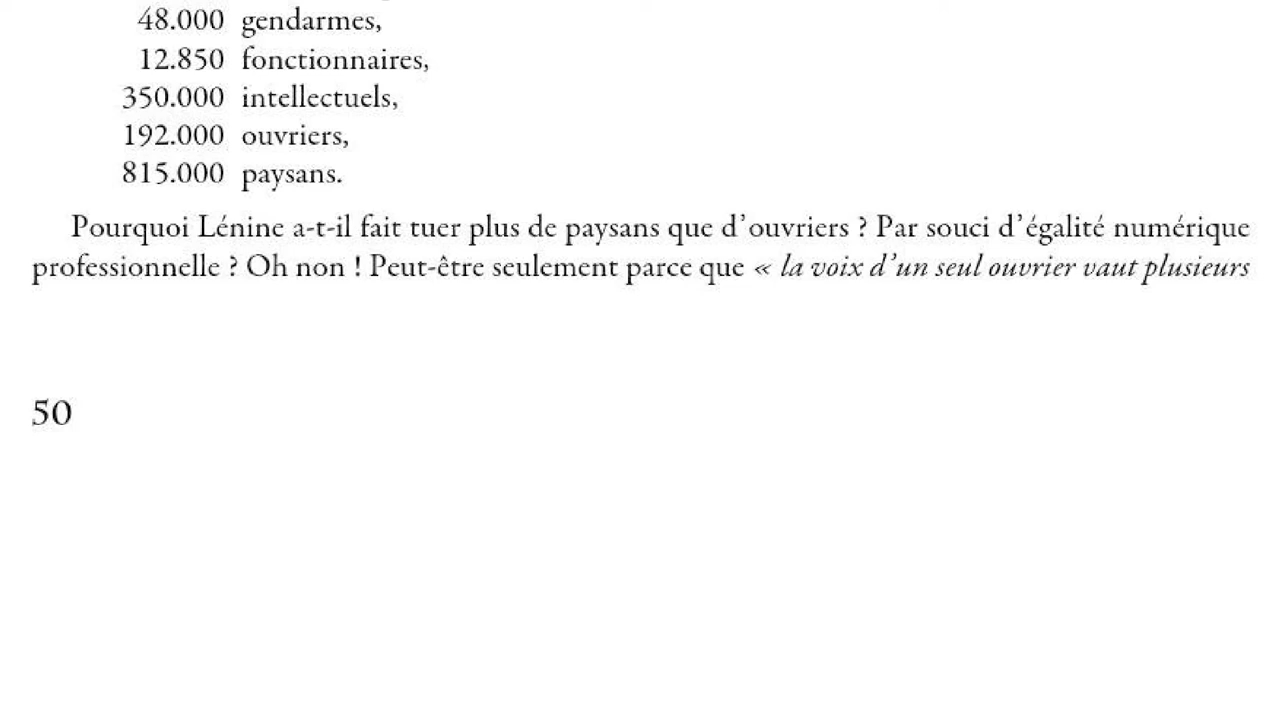 48.000 gendarmes,
12.850 fonctionnaires,
350.000 intellectuels,
192.000 ouvriers,
815.000 paysans.
Pourquoi Lénine a-t-il fait tuer plus de paysans que d’ouvriers ? Par souci d’égalité numérique
professionnelle ? Oh non ! Peut-être seulement parce que « la voix d’un seul ouvrier vaut plusieurs
50